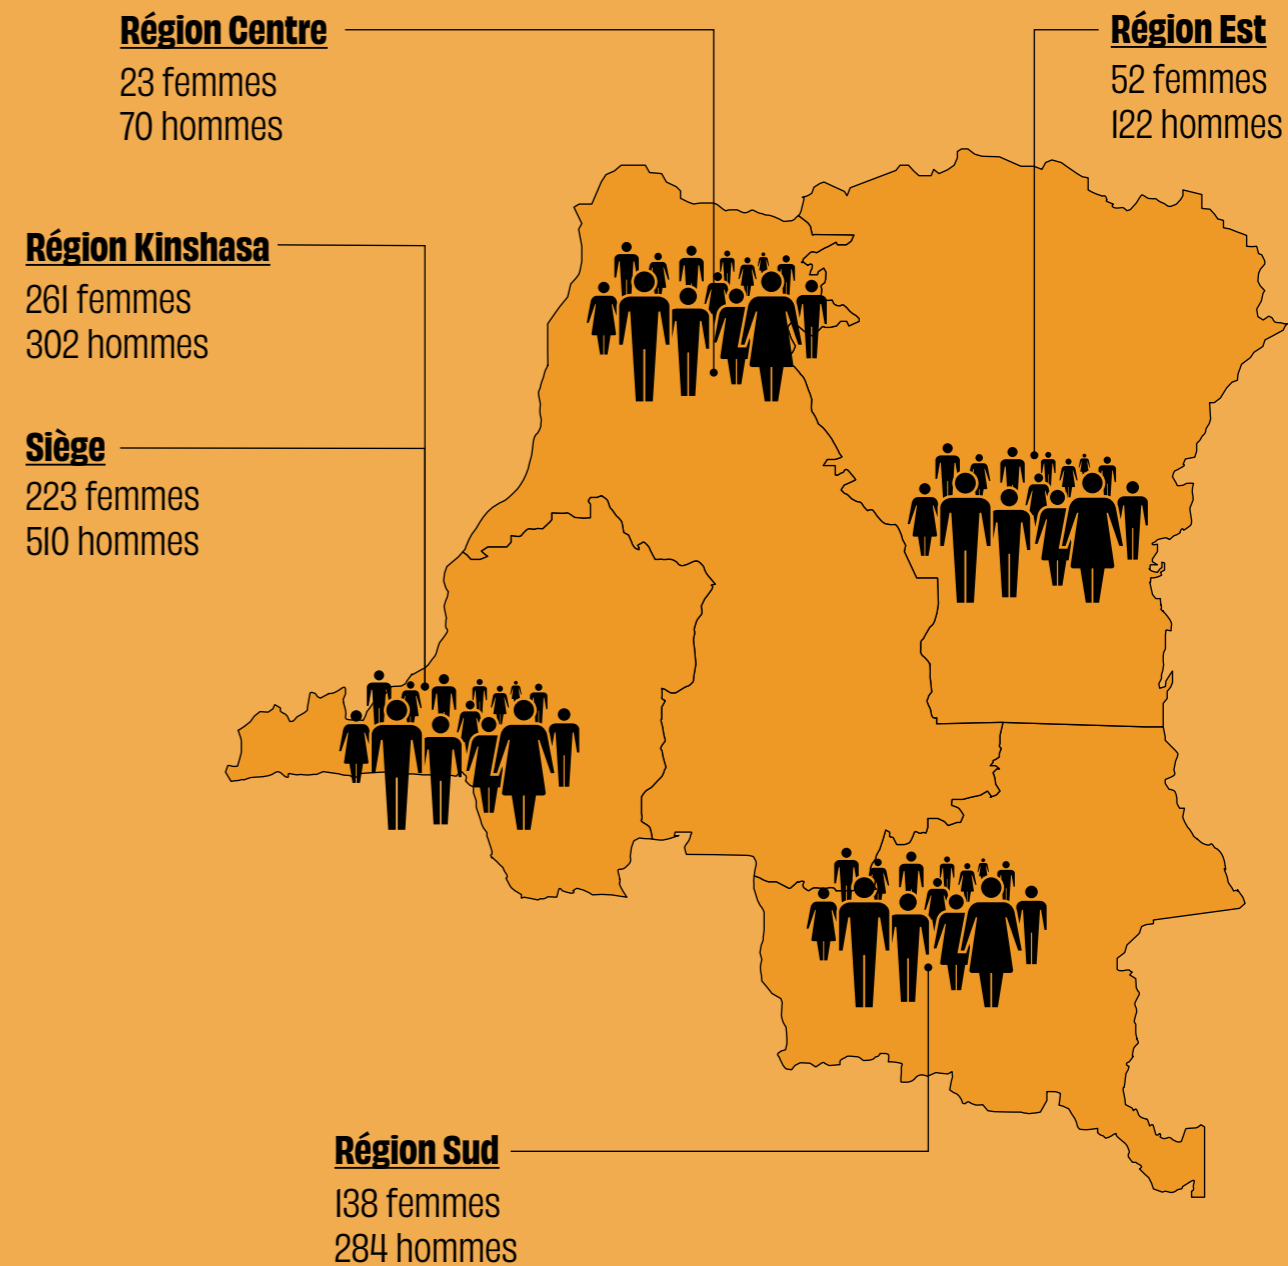 Région Centre
23 femmes
70 hommes
Région Est
52 femmes
122 hommes
Région Kinshasa
261 femmes
302 hommes
Siège
223 femmes
510 hommes
Région Sud
138 femmes
284 hommes